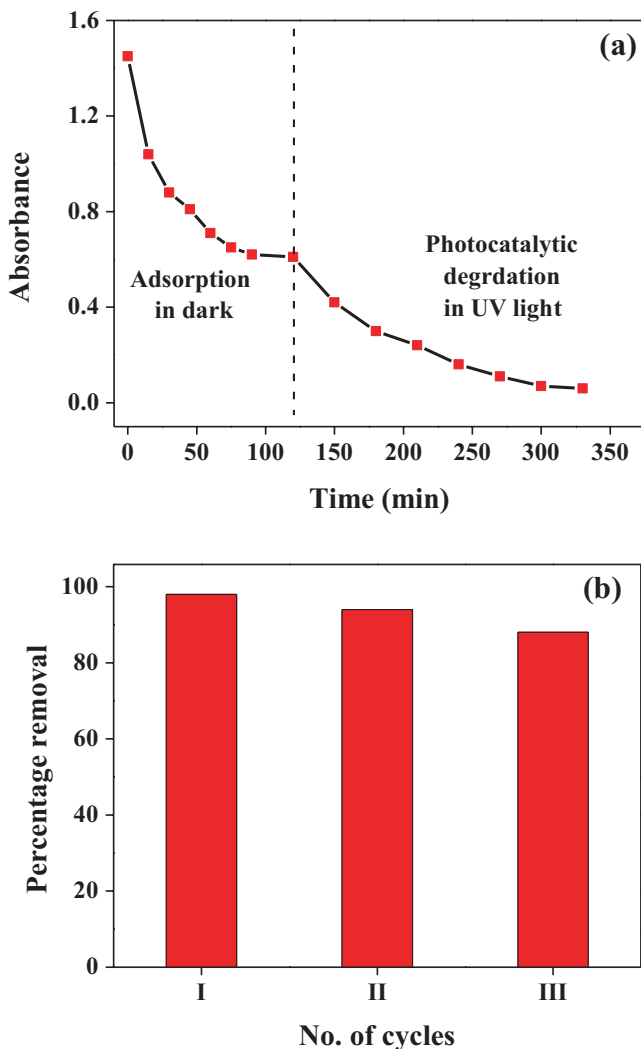 (a)
1.6
1.2
0.8
0.4
0.0
Absorbance
Adsorption
in dark
Photocatalytic
degrdation
in UV light
0 50 100 150 200 250 300 350
Time (min)
(b)
100
80
60
40
20
0
Percentage removal
I II III
No. of cycles